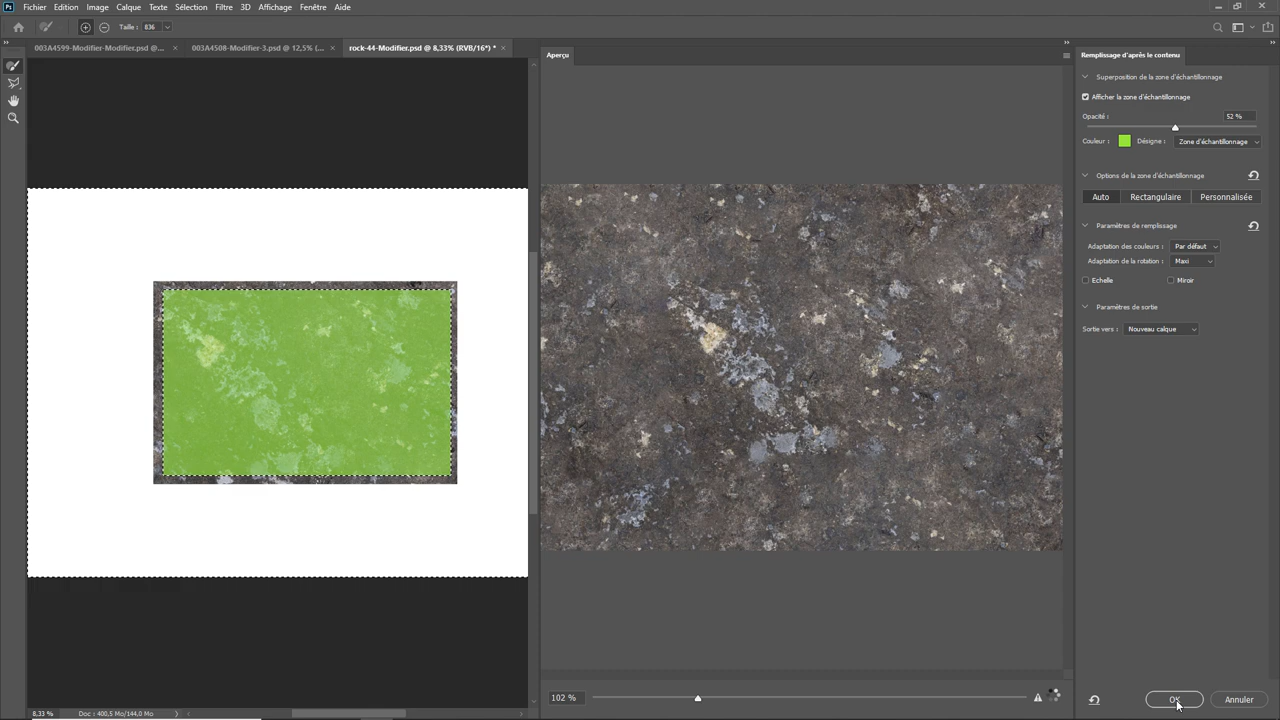 Ps Fichier Edition Image Calque Texte Sélection Filtre 3D Affichage Fenêtre Aide
Taille : 836
003A4599-Modifier-Modifier.psd @... × 003A4508-Modifier-3.psd @ 12,5% (... × rock-44-Modifier.psd @ 8,33% (RVB/16*) * ×
Aperçu
Remplissage d'après le contenu
Superposition de la zone d'échantillonnage
Afficher la zone d'échantillonnage
Opacité : 52 %
Couleur : Désigne : Zone d'échantillonnage
Options de la zone d'échantillonnage
Auto Rectangulaire Personnalisée
Paramètres de remplissage
Adaptation des couleurs : Par défaut
Adaptation de la rotation : Maxi
Echelle Miroir
Paramètres de sortie
Sortie vers : Nouveau calque
102 %
OK Annuler
8,33 % Doc : 400,5 Mo/144,0 Mo